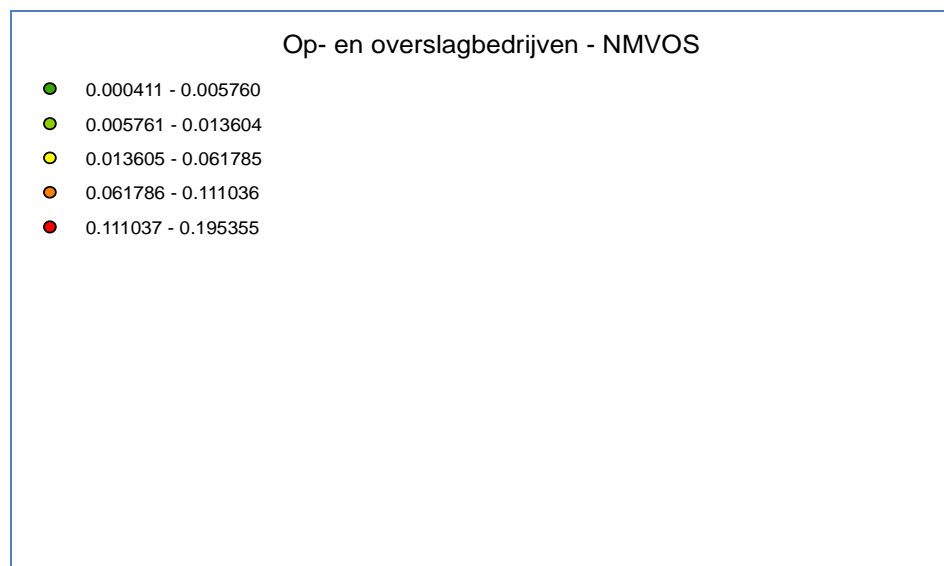 Op- en overslagbedrijven - NMVOS
0.000411 - 0.005760
0.005761 - 0.013604
0.013605 - 0.061785
0.061786 - 0.111036
0.111037 - 0.195355